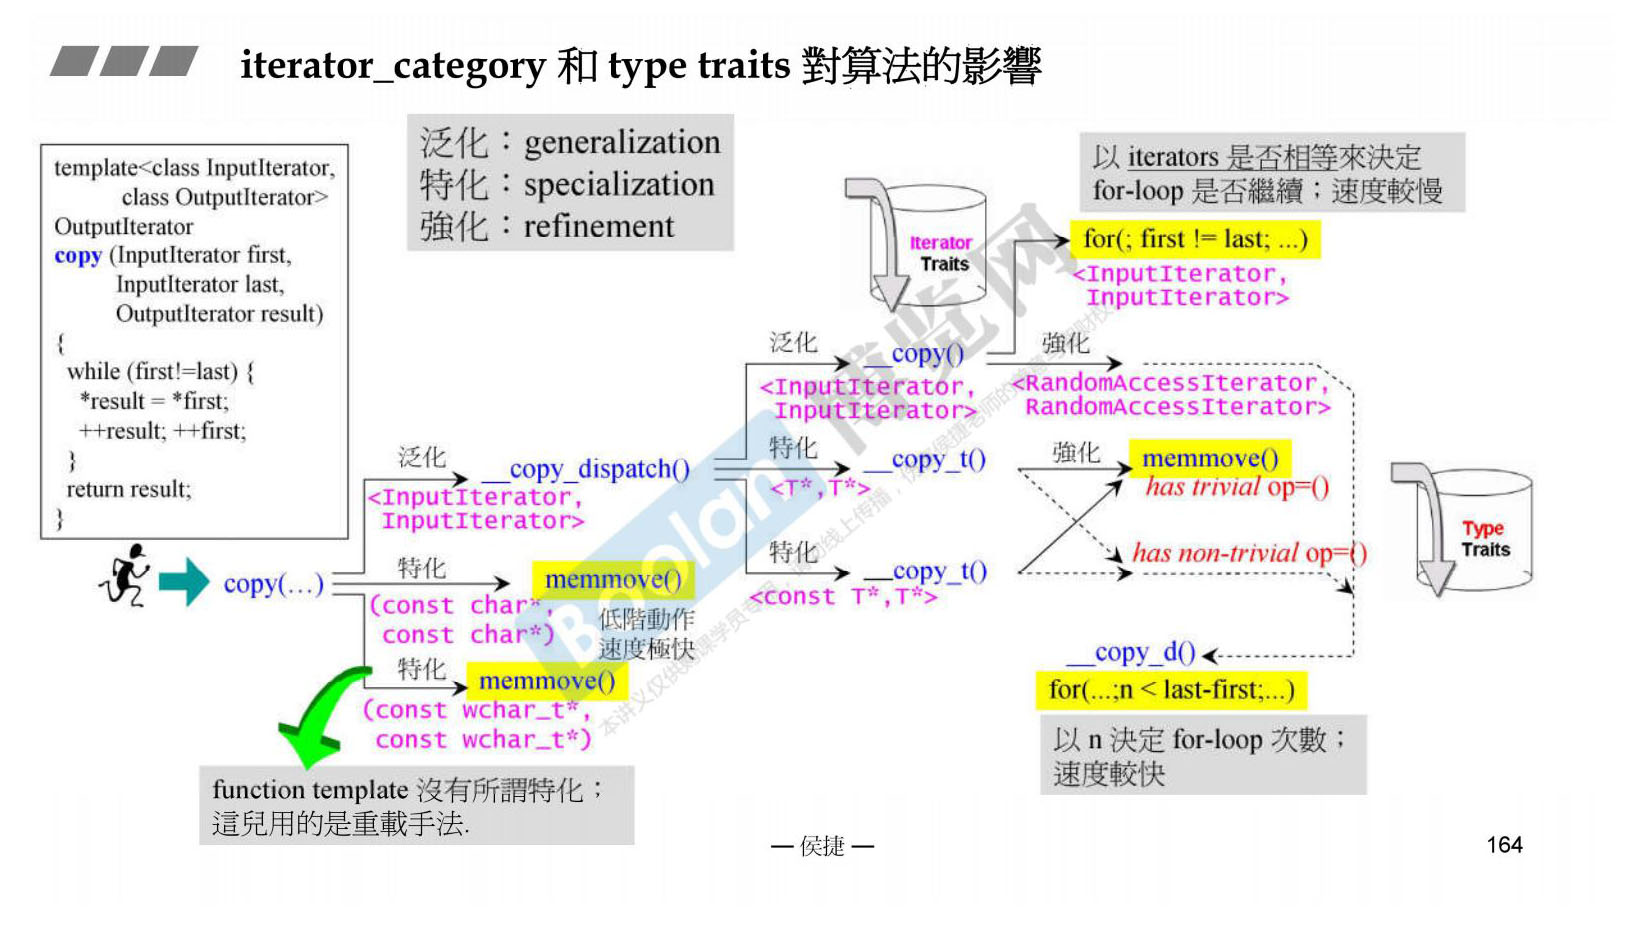 iterator_category 和 type traits 對算法的影響
template<class InputIterator,
class OutputIterator>
OutputIterator
copy (InputIterator first,
InputIterator last,
OutputIterator result)
{
while (first!=last) {
*result = *first;
++result; ++first;
}
return result;
}
泛化：generalization
特化：specialization
強化：refinement
Iterator
Traits
以 iterators 是否相等來決定
for-loop 是否繼續；速度較慢
for(; first != last; ...)
<InputIterator,
InputIterator>
泛化
__copy()
<InputIterator,
InputIterator>
強化
<RandomAccessIterator,
RandomAccessIterator>
泛化
__copy_dispatch()
<InputIterator,
InputIterator>
特化
__copy_t()
<T*,T*>
強化
memmove()
has trivial op=()
特化
__copy_t()
<const T*,T*>
has non-trivial op=()
Type
Traits
copy(…)
特化
memmove()
(const char*,
const char*)
低階動作
速度極快
特化
memmove()
(const wchar_t*,
const wchar_t*)
__copy_d()
for(...;n < last-first;...)
以 n 決定 for-loop 次數；
速度較快
function template 沒有所謂特化；
這兒用的是重載手法.
Boolan 博览网
— 侯捷 —
164